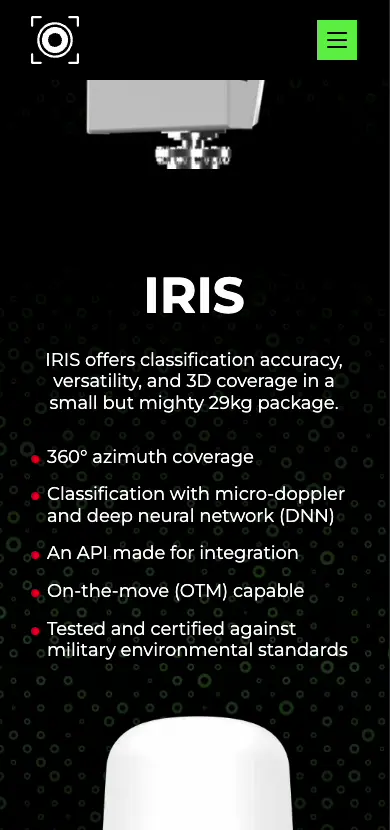 IRIS
IRIS offers classification accuracy,
versatility, and 3D coverage in a
small but mighty 29kg package.
360° azimuth coverage
Classification with micro-doppler
and deep neural network (DNN)
An API made for integration
On-the-move (OTM) capable
Tested and certified against
military environmental standards